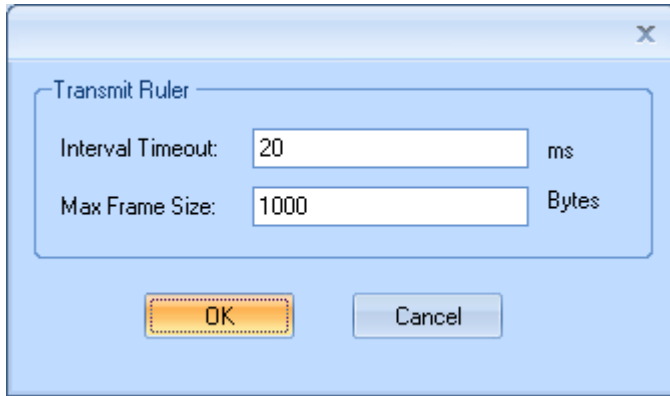 Transmit Ruler
Interval Timeout: 20 ms
Max Frame Size: 1000 Bytes
OK Cancel